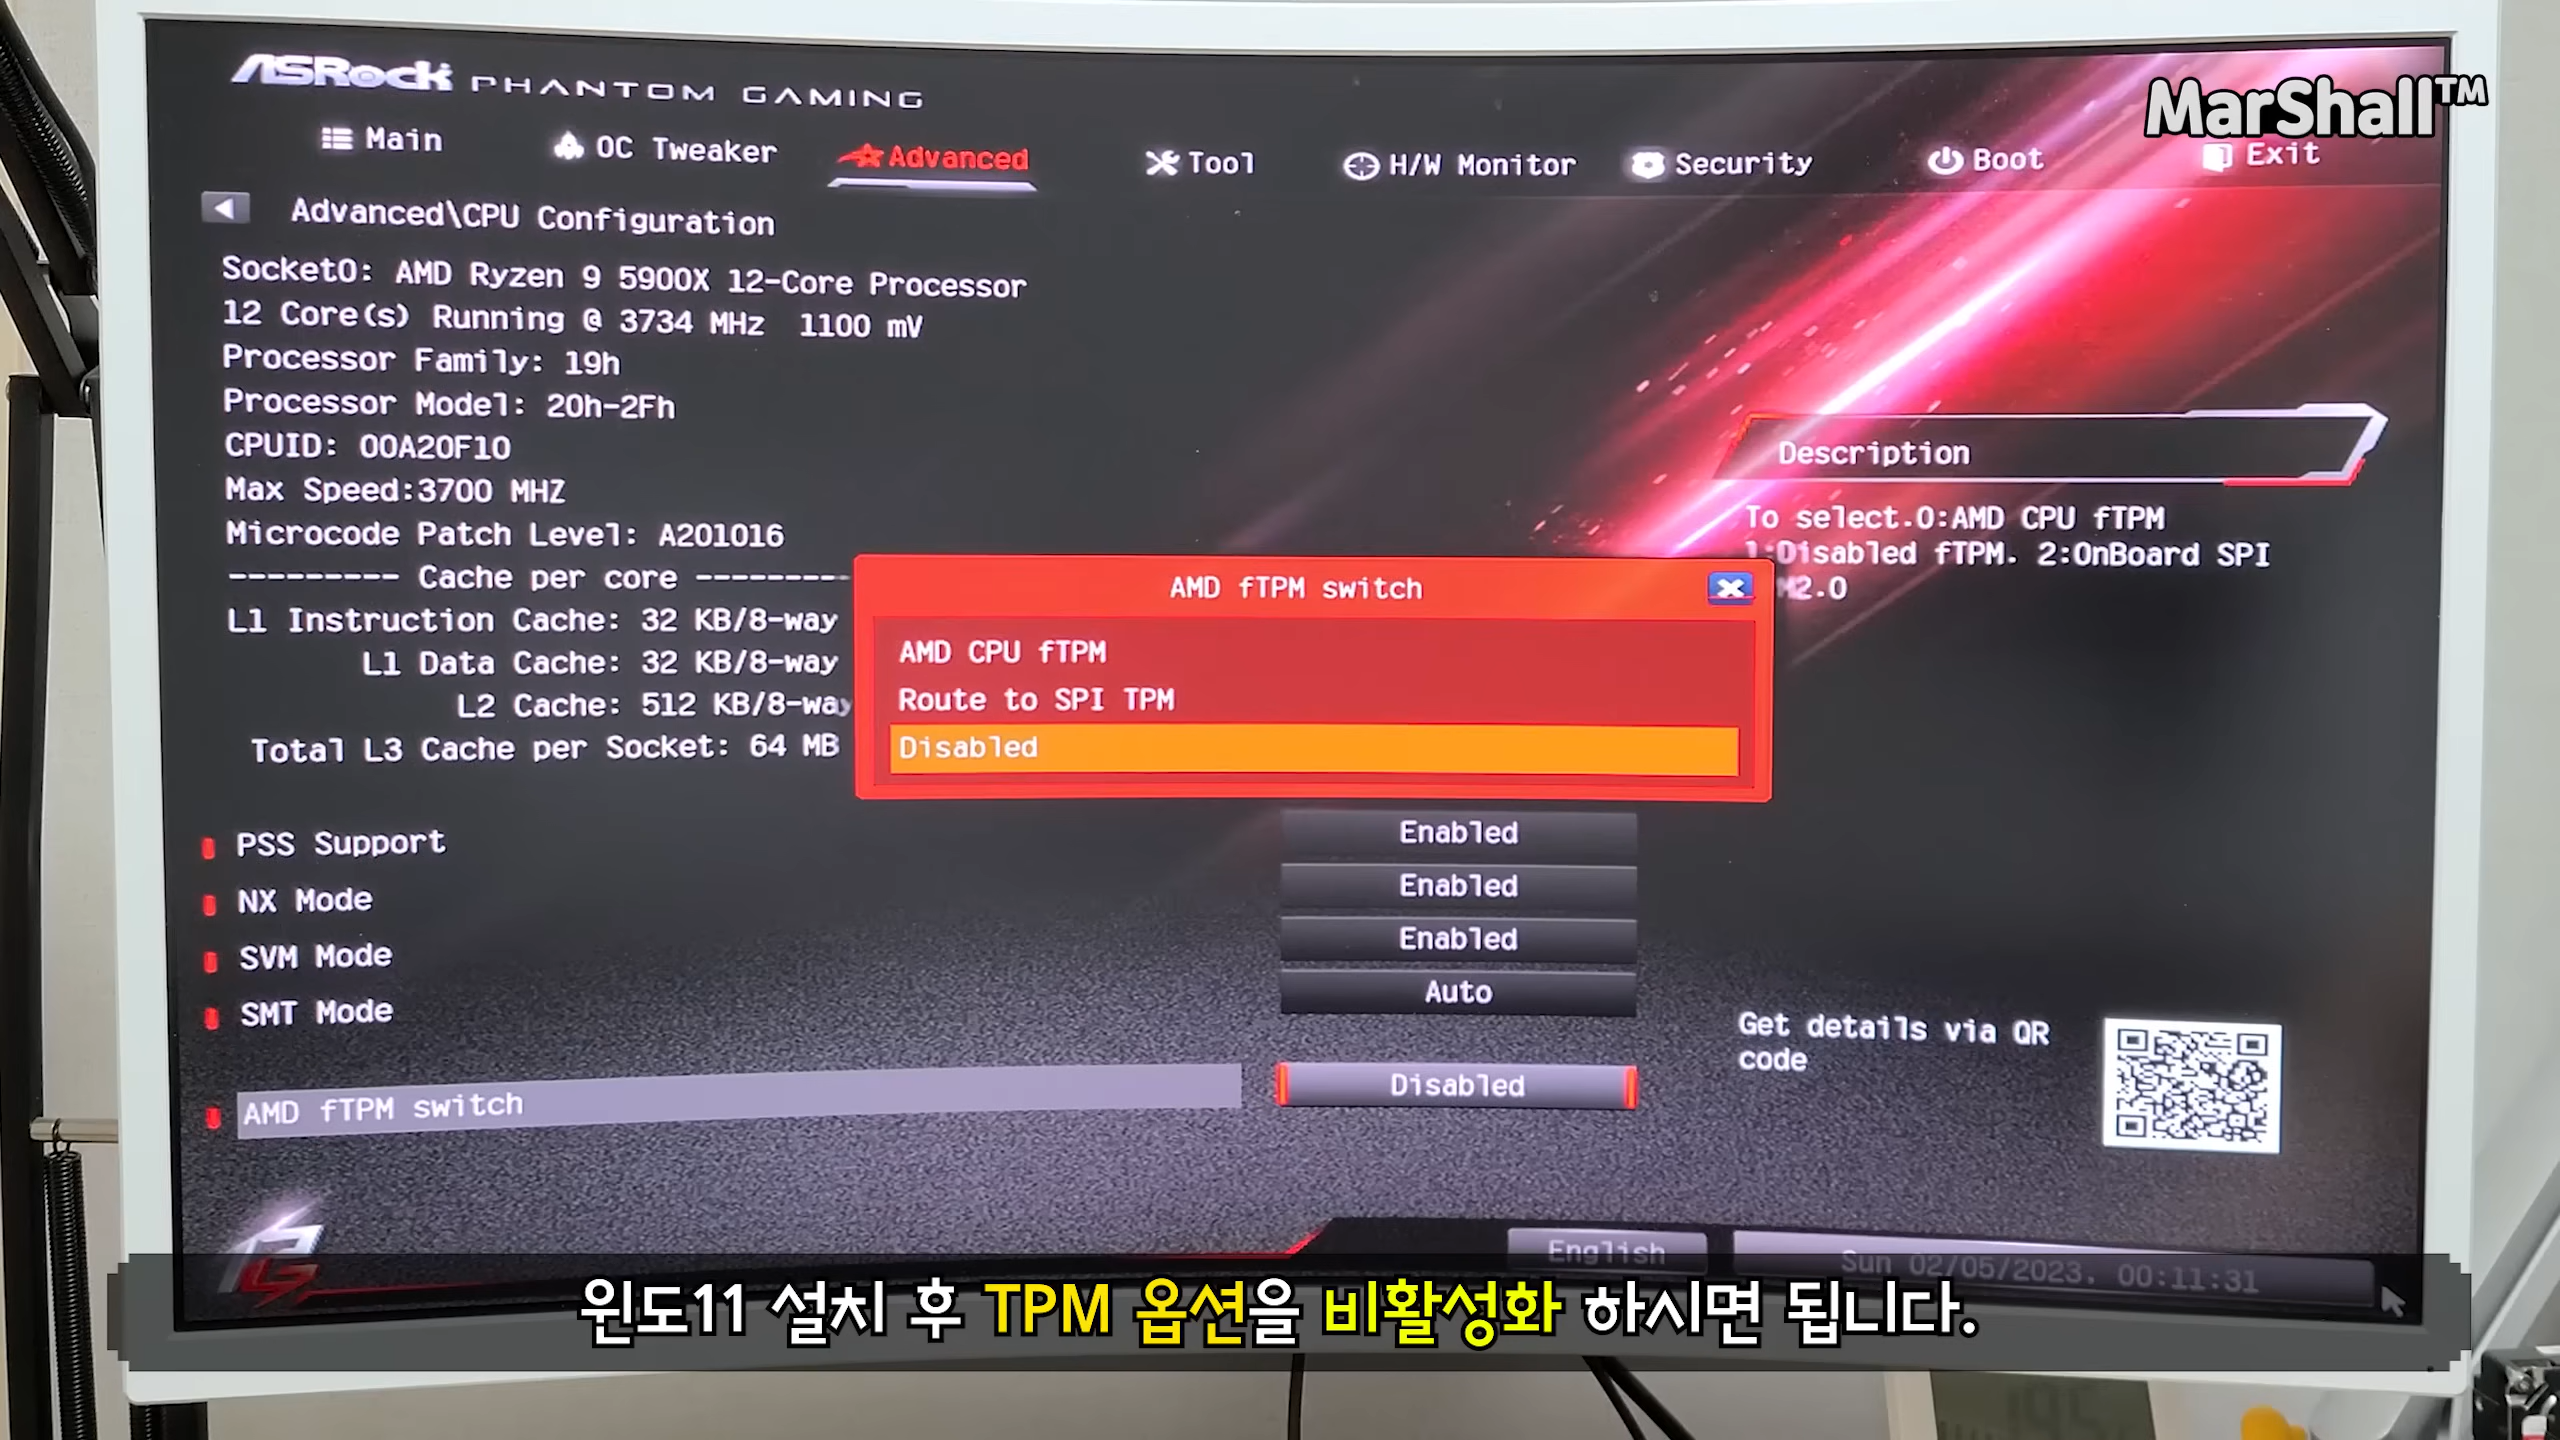 ASRock PHANTOM GAMING
MarShall™
Main OC Tweaker Advanced Tool H/W Monitor Security Boot Exit
Advanced\CPU Configuration
Socket0: AMD Ryzen 9 5900X 12-Core Processor
12 Core(s) Running @ 3734 MHz 1100 mV
Processor Family: 19h
Processor Model: 20h-2Fh
CPUID: 00A20F10
Max Speed:3700 MHZ
Microcode Patch Level: A201016
--------- Cache per core ---------
L1 Instruction Cache: 32 KB/8-way
L1 Data Cache: 32 KB/8-way
L2 Cache: 512 KB/8-way
Total L3 Cache per Socket: 64 MB
Description
To select.0:AMD CPU fTPM
1:Disabled fTPM. 2:OnBoard SPI
M2.0
AMD fTPM switch
AMD CPU fTPM
Route to SPI TPM
Disabled
PSS Support Enabled
NX Mode Enabled
SVM Mode Enabled
SMT Mode Auto
AMD fTPM switch Disabled
Get details via QR
code
English
Sun 02/05/2023. 00:11:31
윈도11 설치 후 TPM 옵션을 비활성화 하시면 됩니다.